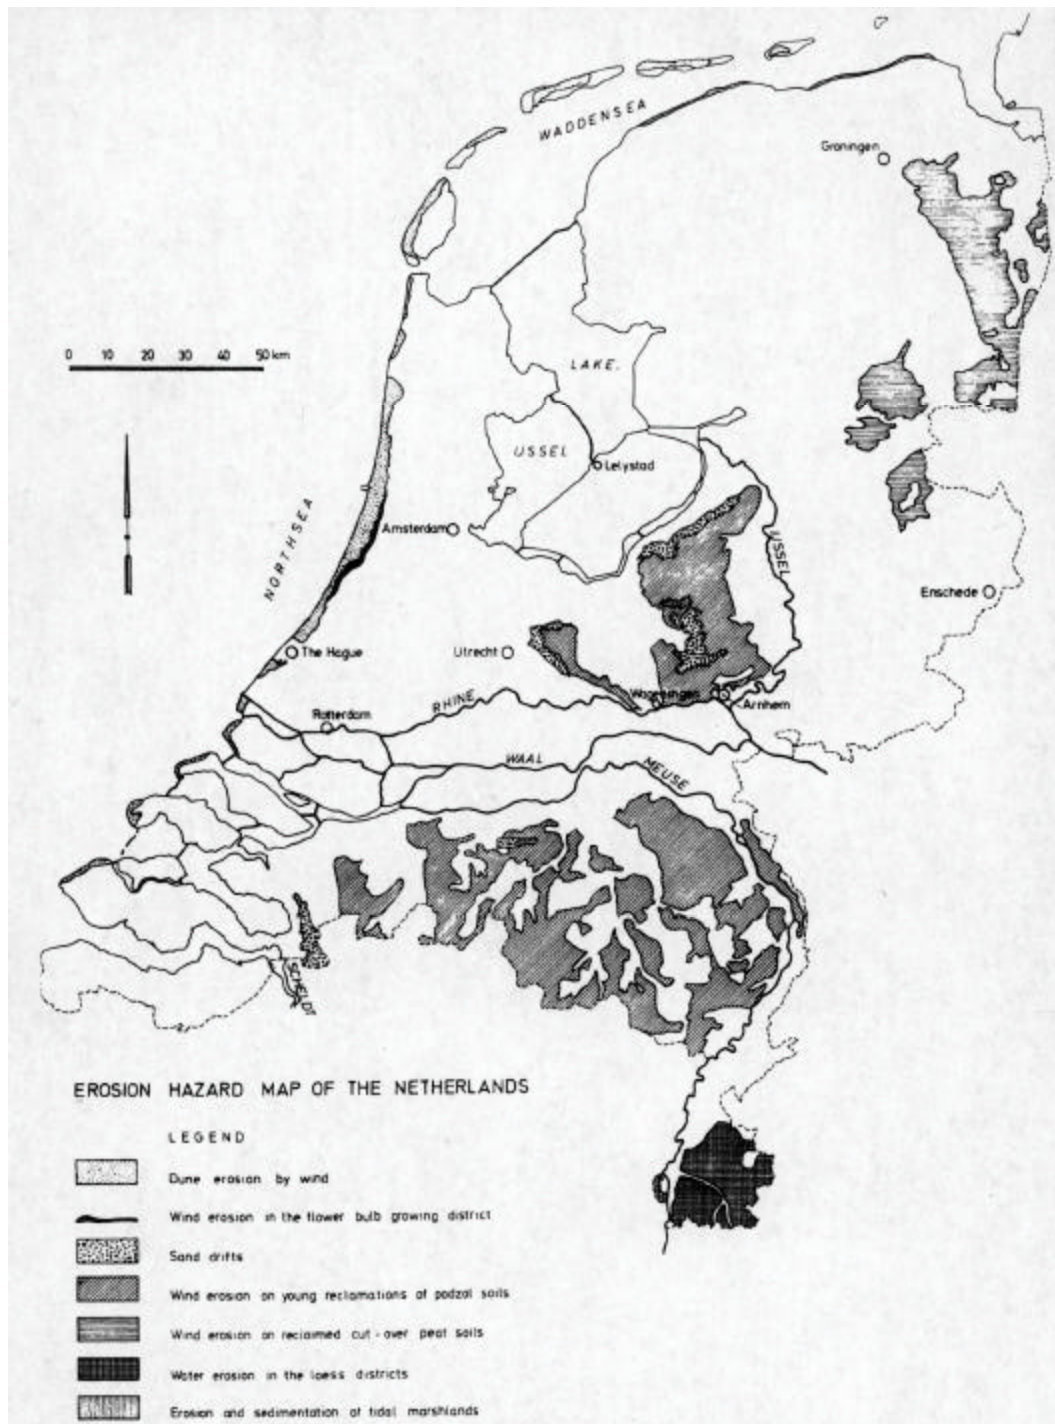 WADDENSEA
Groningen
0 10 20 30 40 50 km
LAKE.
IJSSEL
Lelystad
NORTHSEA
Amsterdam
IJSSEL
Enschede
The Hague
Utrecht
Wageningen
Arnhem
RHINE
Rotterdam
WAAL
MEUSE
SCHELDT
EROSION HAZARD MAP OF THE NETHERLANDS
LEGEND
Dune erosion by wind
Wind erosion in the flower bulb growing district
Sand drifts
Wind erosion on young reclamations of podzol soils
Wind erosion on reclaimed cut-over peat soils
Water erosion in the loess districts
Erosion and sedimentation of tidal marshlands